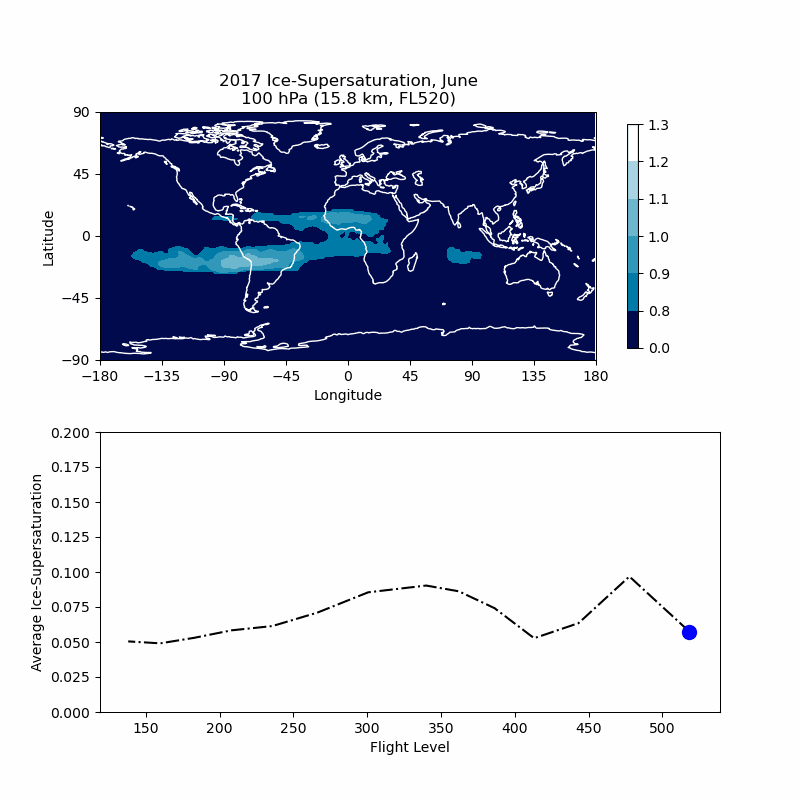 2017 Ice-Supersaturation, June
100 hPa (15.8 km, FL520)
90
45
0
−45
−90
Latitude
−180 −135 −90 −45 0 45 90 135 180
Longitude
1.3
1.2
1.1
1.0
0.9
0.8
0.0
0.200
0.175
0.150
0.125
0.100
0.075
0.050
0.025
0.000
Average Ice-Supersaturation
150 200 250 300 350 400 450 500
Flight Level